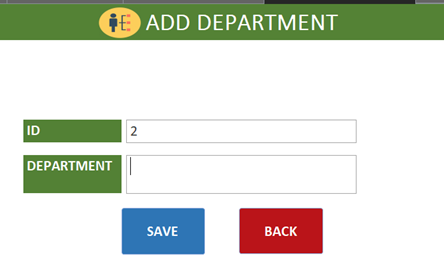 ADD DEPARTMENT
ID 2
DEPARTMENT
SAVE BACK